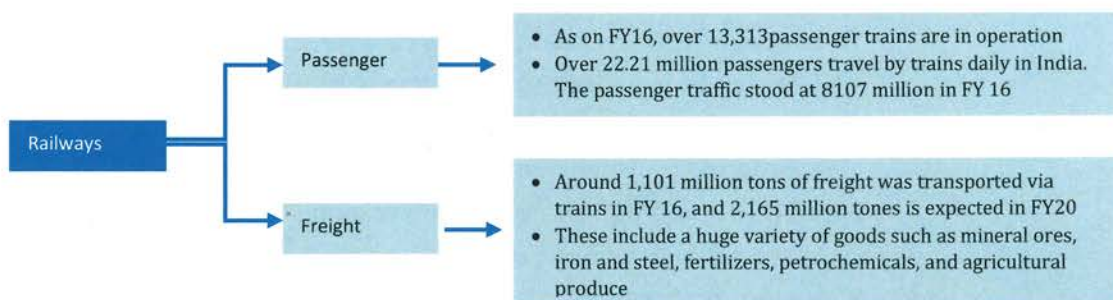 Railways
Passenger
• As on FY16, over 13,313passenger trains are in operation
• Over 22.21 million passengers travel by trains daily in India.
The passenger traffic stood at 8107 million in FY 16
Freight
• Around 1,101 million tons of freight was transported via
trains in FY 16, and 2,165 million tones is expected in FY20
• These include a huge variety of goods such as mineral ores,
iron and steel, fertilizers, petrochemicals, and agricultural
produce